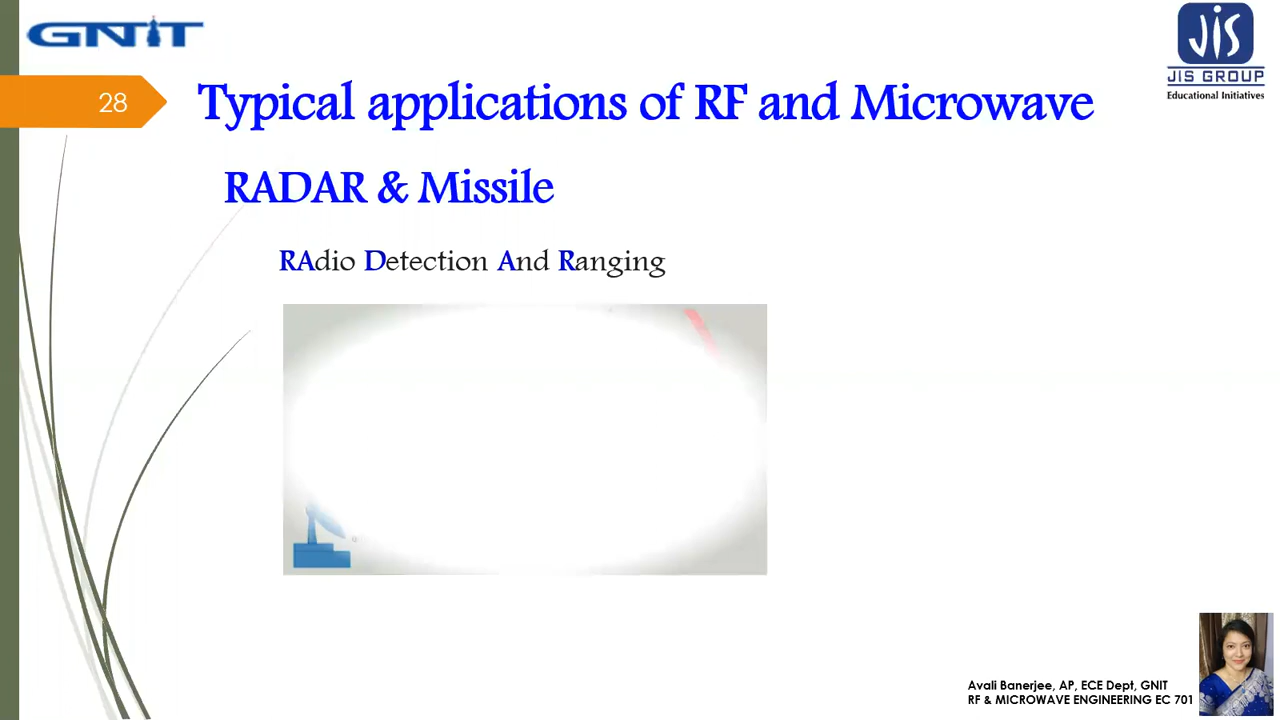 GNIT
JIS
JIS GROUP
Educational Initiatives
28
Typical applications of RF and Microwave
RADAR & Missile
RAdio Detection And Ranging
Avali Banerjee, AP, ECE Dept, GNIT
RF & MICROWAVE ENGINEERING EC 701